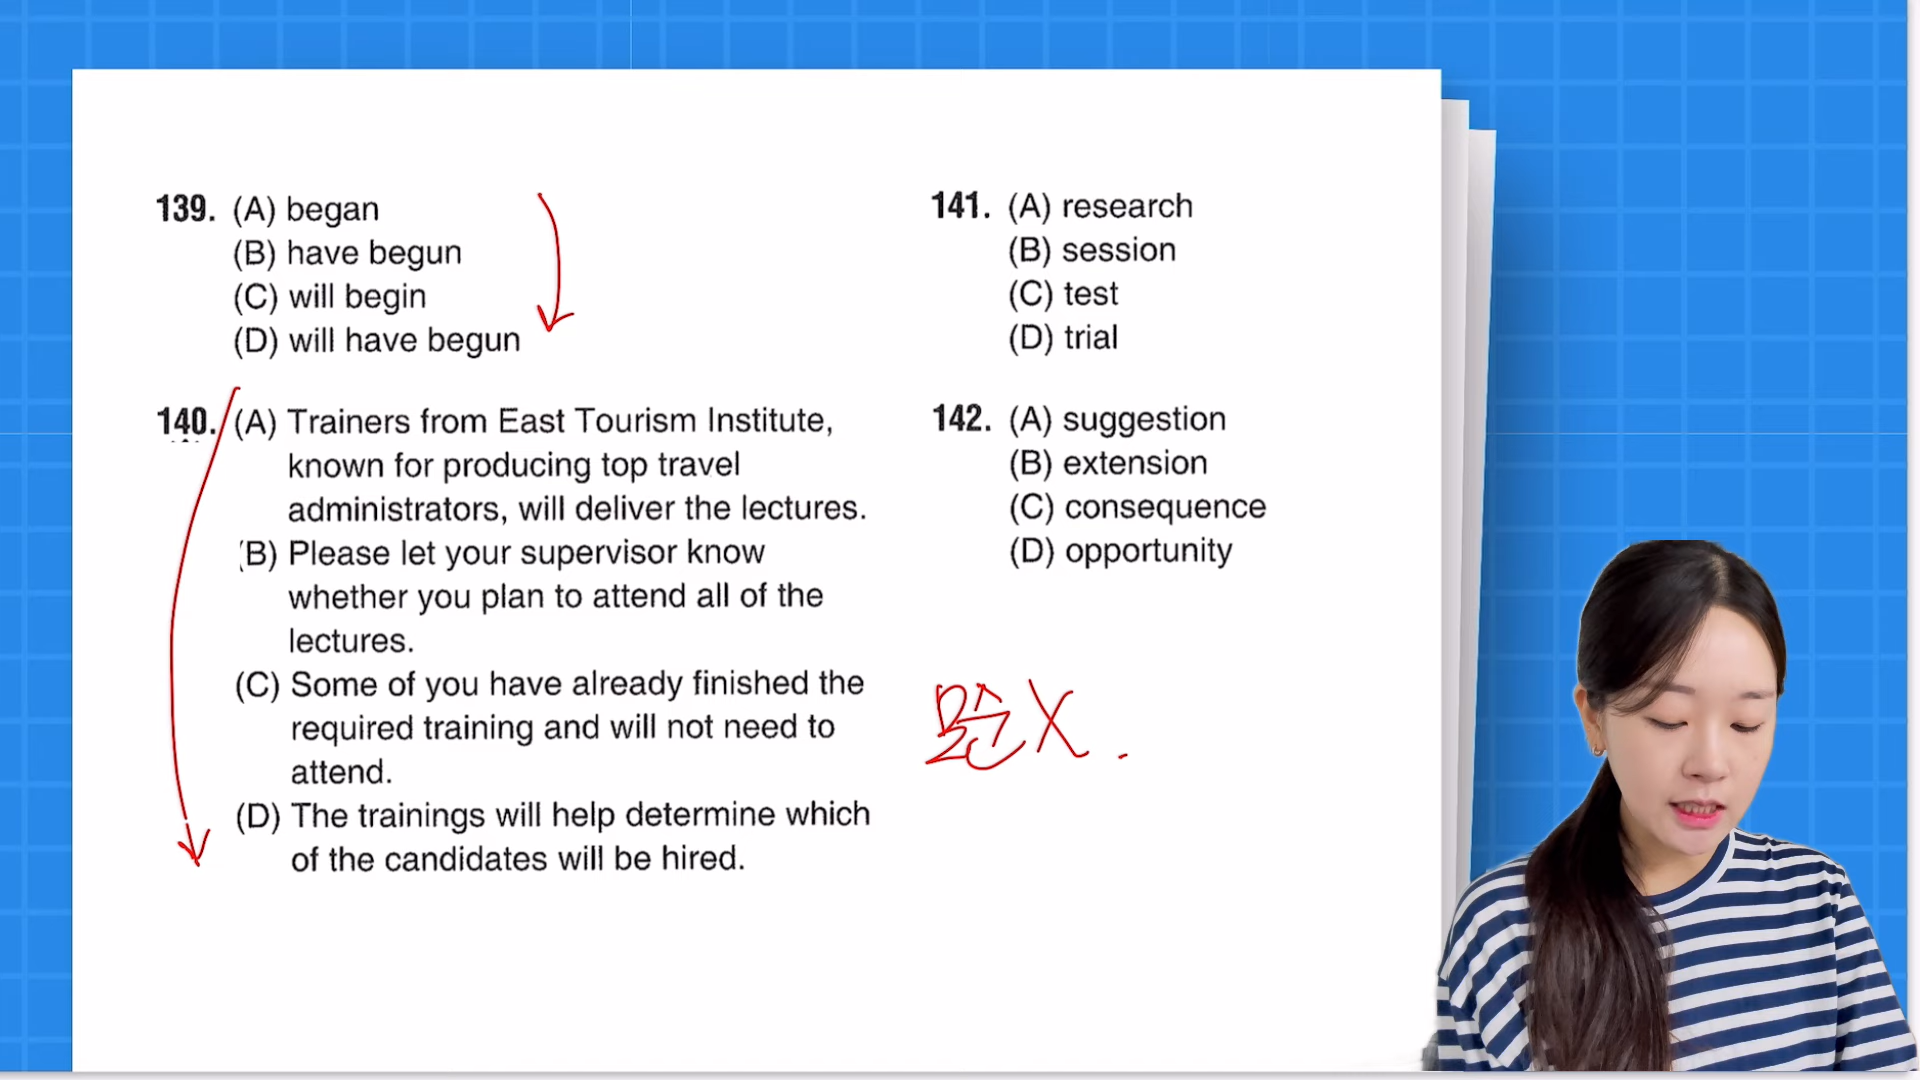 139. (A) began
(B) have begun
(C) will begin
(D) will have begun
140. (A) Trainers from East Tourism Institute,
known for producing top travel
administrators, will deliver the lectures.
(B) Please let your supervisor know
whether you plan to attend all of the
lectures.
(C) Some of you have already finished the
required training and will not need to
attend.
(D) The trainings will help determine which
of the candidates will be hired.
141. (A) research
(B) session
(C) test
(D) trial
142. (A) suggestion
(B) extension
(C) consequence
(D) opportunity
X.